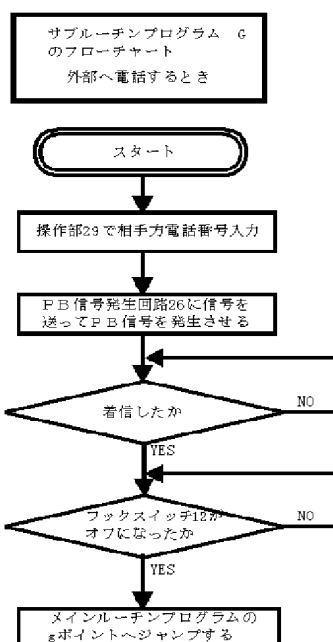 サブルーチンプログラム G
のフローチャート
外部へ電話するとき
スタート
操作部29で相手方電話番号入力
PB信号発生回路26に信号を
送ってPB信号を発生させる
着信したか
NO
YES
フックスイッチ12が
オフになったか
NO
YES
メインルーチンプログラムの
gポイントへジャンプする